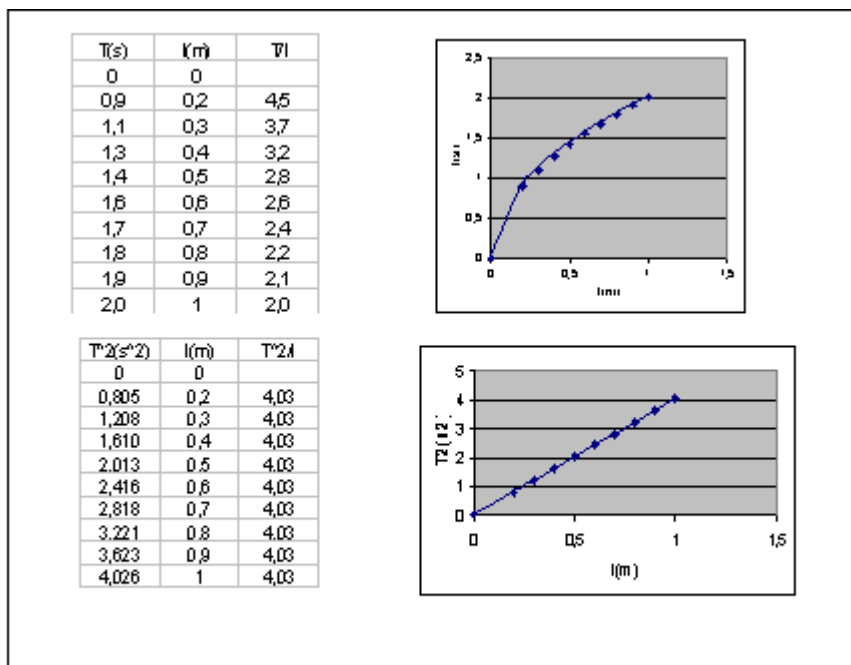 T(s) l(m) T/l
0 0
0,9 0,2 4,5
1,1 0,3 3,7
1,3 0,4 3,2
1,4 0,5 2,8
1,6 0,6 2,6
1,7 0,7 2,4
1,8 0,8 2,2
1,9 0,9 2,1
2,0 1 2,0
2,5
2
1,5
1
0,5
0
0 0,5 1 1,5
T^2(s^2) l(m) T^2/l
0 0
0,805 0,2 4,03
1,208 0,3 4,03
1,610 0,4 4,03
2,013 0,5 4,03
2,416 0,6 4,03
2,818 0,7 4,03
3,221 0,8 4,03
3,623 0,9 4,03
4,026 1 4,03
T2(s2)
5
4
3
2
1
0
0 0,5 1 1,5
l(m)